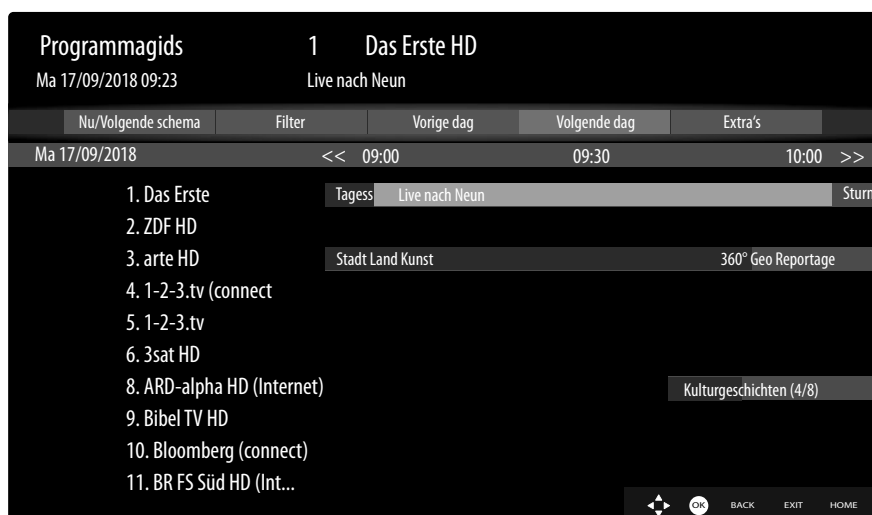 Programmagids 1 Das Erste HD
Ma 17/09/2018 09:23 Live nach Neun
Nu/Volgende schema Filter Vorige dag Volgende dag Extra's
Ma 17/09/2018 << 09:00 09:30 10:00 >>
1. Das Erste Tagess Live nach Neun Sturm
2. ZDF HD
3. arte HD Stadt Land Kunst 360° Geo Reportage
4. 1-2-3.tv (connect
5. 1-2-3.tv
6. 3sat HD
8. ARD-alpha HD (Internet) Kulturgeschichten (4/8)
9. Bibel TV HD
10. Bloomberg (connect)
11. BR FS Süd HD (Int...
OK BACK EXIT HOME